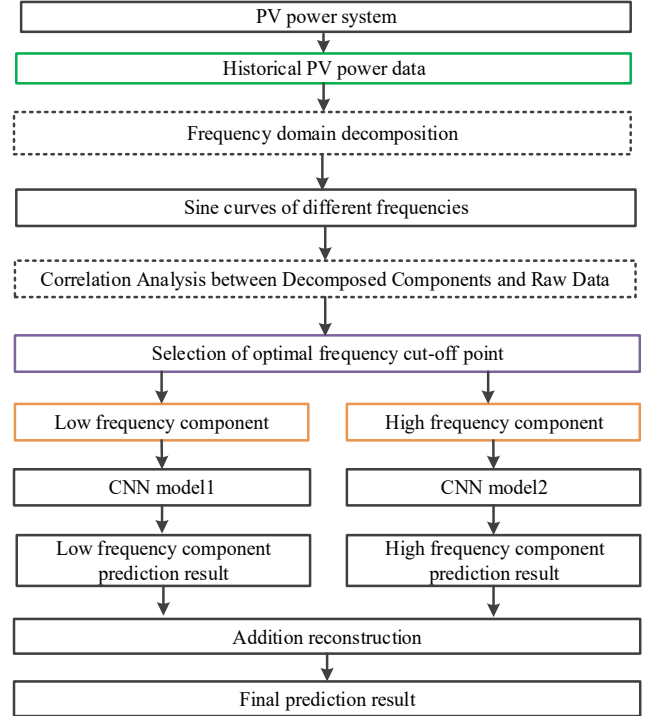 PV power system
Historical PV power data
Frequency domain decomposition
Sine curves of different frequencies
Correlation Analysis between Decomposed Components and Raw Data
Selection of optimal frequency cut-off point
Low frequency component
High frequency component
CNN model1
CNN model2
Low frequency component
prediction result
High frequency component
prediction result
Addition reconstruction
Final prediction result